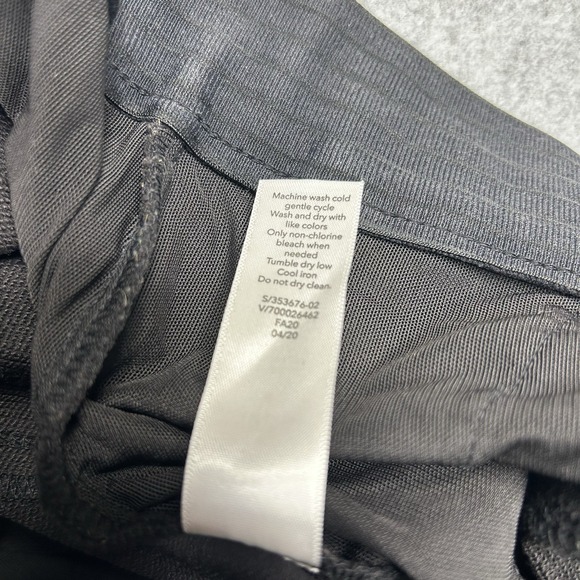 Machine wash cold
gentle cycle
Wash and dry with
like colors
Only non-chlorine
bleach when
needed
Tumble dry low
Cool iron
Do not dry clean
S/353676-02
V/700026462
FA20
04/20